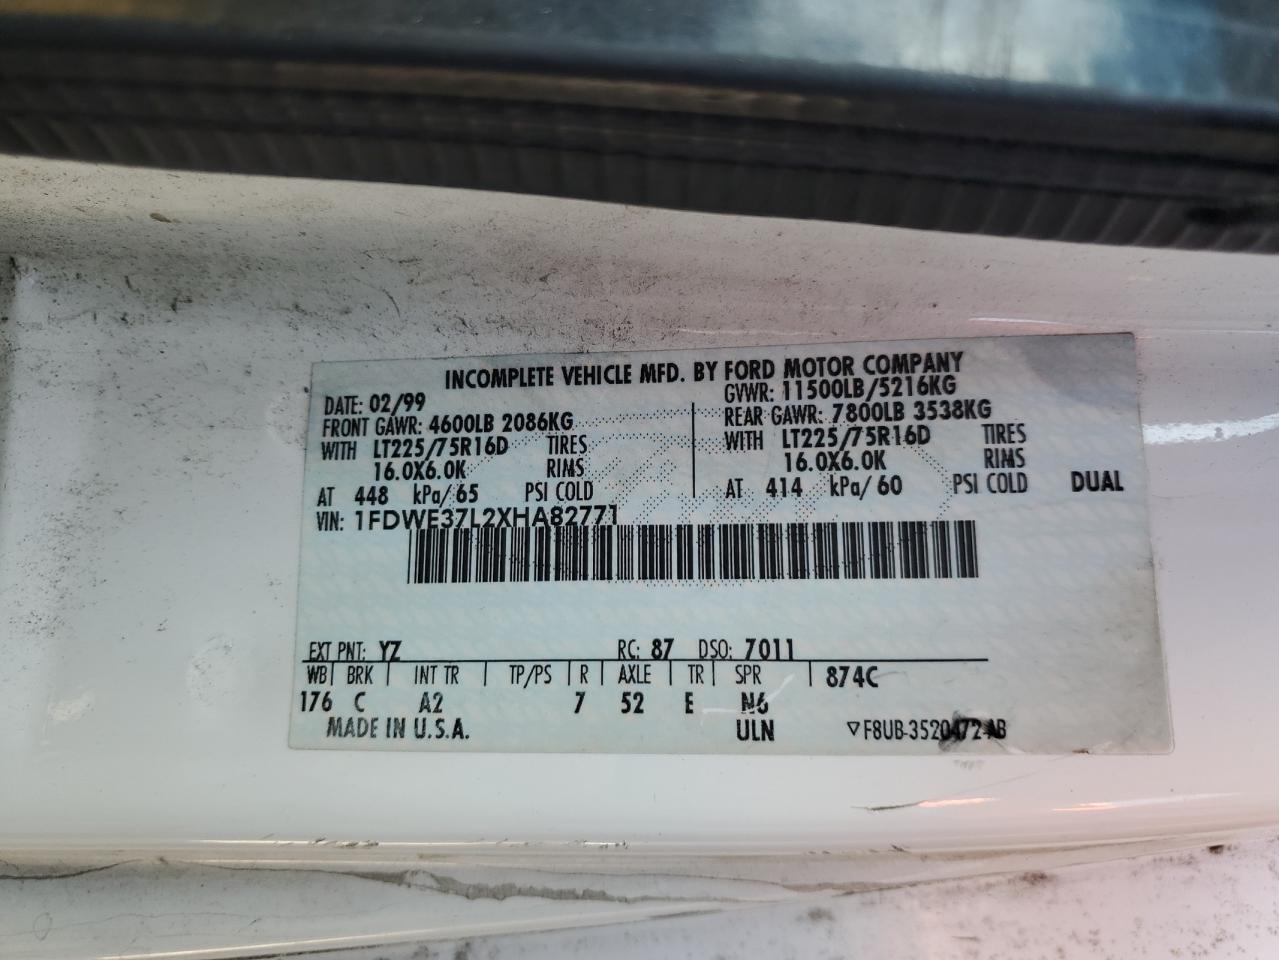 INCOMPLETE VEHICLE MFD. BY FORD MOTOR COMPANY
DATE: 02/99
FRONT GAWR: 4600LB 2086KG
WITH LT225/75R16D TIRES
16.0X6.0K RIMS
AT 448 kPa/65 PSI COLD
GVWR: 11500LB/5216KG
REAR GAWR: 7800LB 3538KG
WITH LT225/75R16D TIRES
16.0X6.0K RIMS
AT 414 kPa/60 PSI COLD DUAL
VIN: 1FDWE37L2XHA82771
EXT PNT: YZ RC: 87 DSO: 7011
WB BRK INT TR TP/PS R AXLE TR SPR 874C
176 C A2 7 52 E N6
MADE IN U.S.A. ULN ▽F8UB-3520472-AB